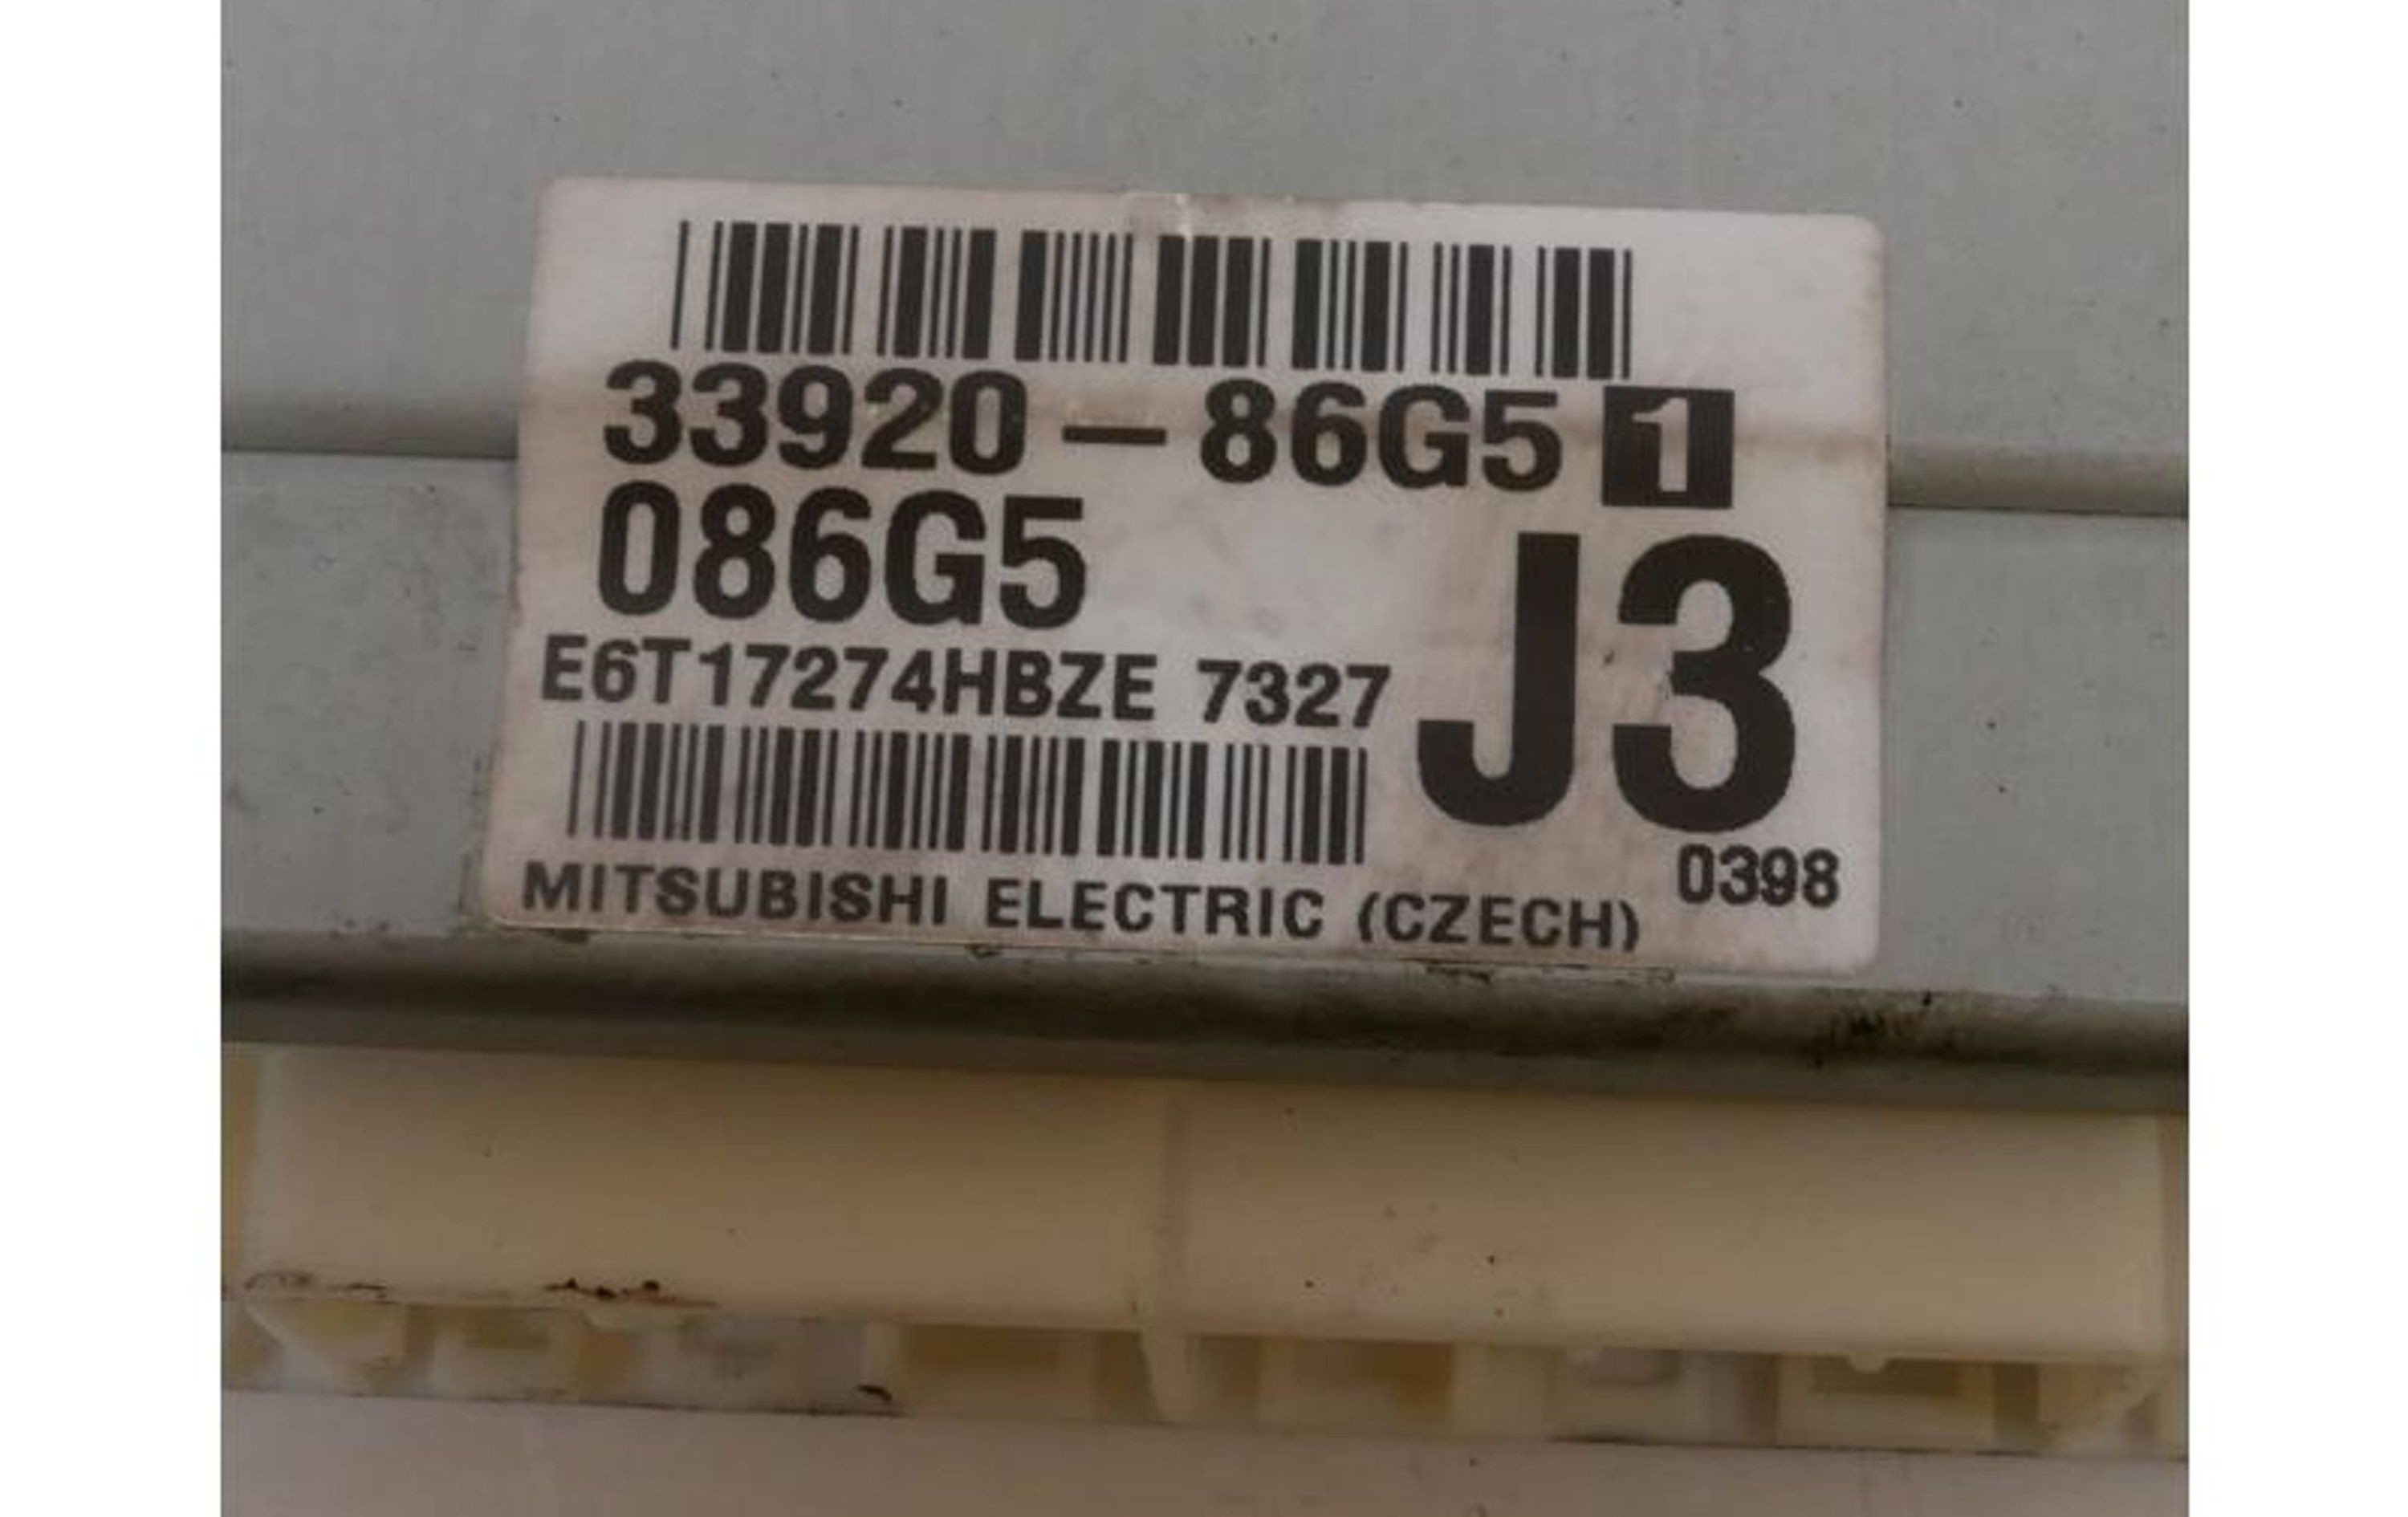 33920-86G5 1
086G5
J3
E6T17274HBZE 7327
0398
MITSUBISHI ELECTRIC (CZECH)